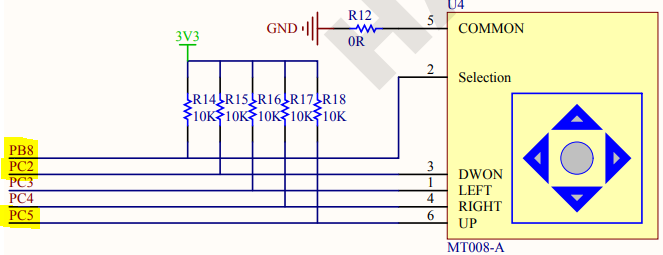 U4
R12
GND
0R
5
COMMON
3V3
2
Selection
R14 R15 R16 R17 R18
10K 10K 10K 10K 10K
PB8
PC2
3
DWON
PC3
1
LEFT
PC4
4
RIGHT
PC5
6
UP
MT008-A